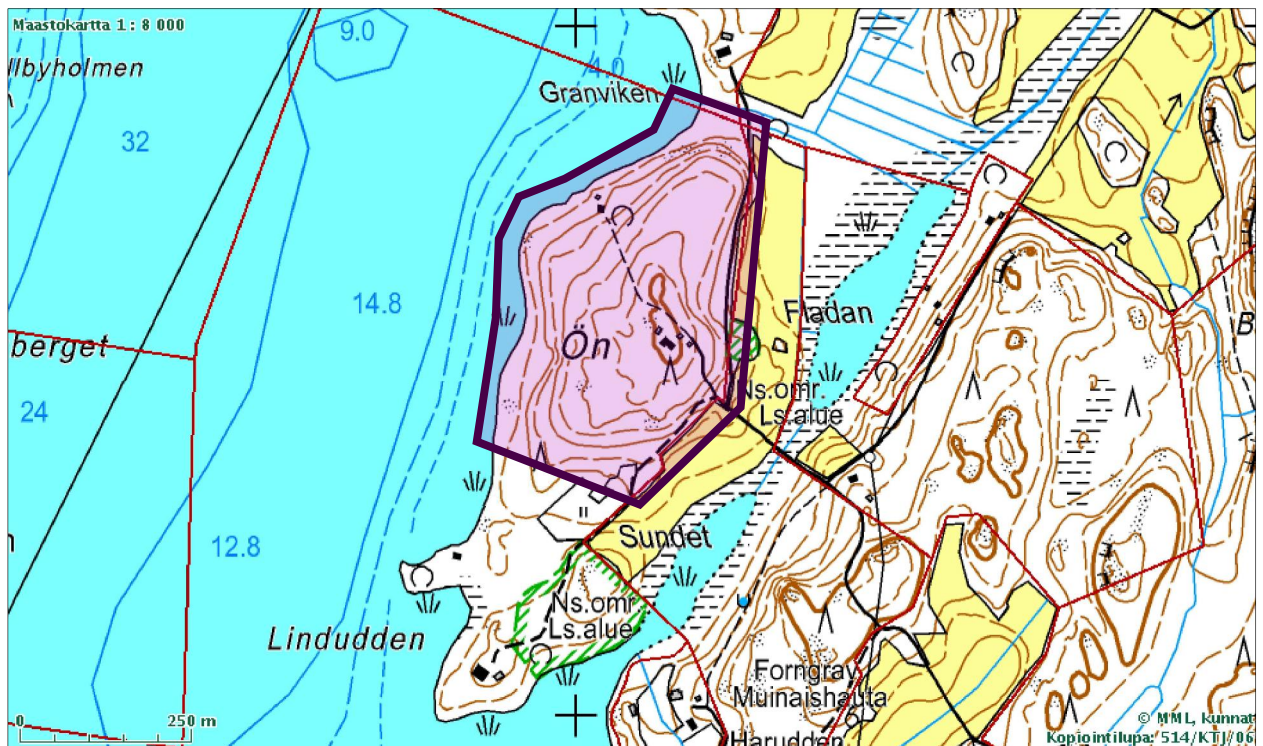 Maastokartta 1 : 8 000
9.0
4.0
Granviken
32
14.8
Fladan
Ön
berget
24
Ns.omr.
Ls.alue
12.8
Sundet
Ns.omr
Ls.alue
Lindudden
Forngrav
Muinaishauta
0
250 m
© MML, kunnat
Harudden
Kopiointilupa: 514/KTJ/06